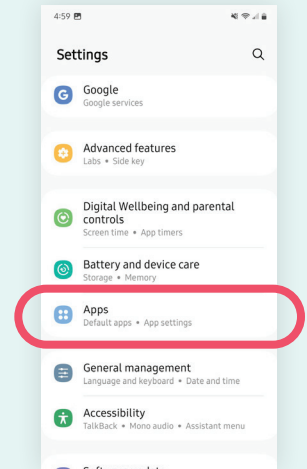 4:59
Settings
Google
Google services
Advanced features
Labs • Side key
Digital Wellbeing and parental
controls
Screen time • App timers
Battery and device care
Storage • Memory
Apps
Default apps • App settings
General management
Language and keyboard • Date and time
Accessibility
TalkBack • Mono audio • Assistant menu